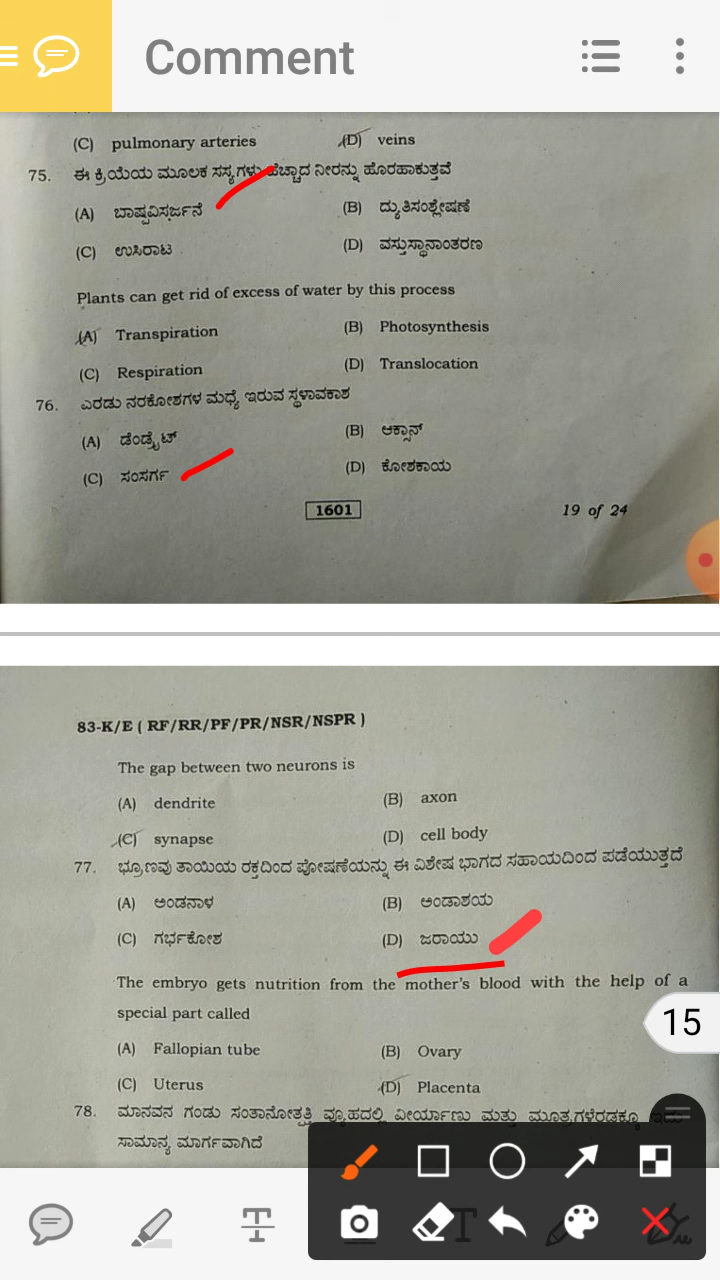 Comment
(C) pulmonary arteries (D) veins
75. ಈ ಕ್ರಿಯೆಯ ಮೂಲಕ ಸಸ್ಯಗಳು ಹೆಚ್ಚಾದ ನೀರನ್ನು ಹೊರಹಾಕುತ್ತವೆ
(A) ಬಾಷ್ಪವಿಸರ್ಜನೆ (B) ದ್ಯುತಿಸಂಶ್ಲೇಷಣೆ
(C) ಉಸಿರಾಟ (D) ವಸ್ತುಸ್ಥಾನಾಂತರಣ
Plants can get rid of excess of water by this process
(A) Transpiration (B) Photosynthesis
(C) Respiration (D) Translocation
76. ಎರಡು ನರಕೋಶಗಳ ಮಧ್ಯೆ ಇರುವ ಸ್ಥಳಾವಕಾಶ
(A) ಡೆಂಡ್ರೈಟ್ (B) ಆಕ್ಸಾನ್
(C) ಸಂಸರ್ಗ (D) ಕೋಶಕಾಯ
1601 19 of 24
83-K/E ( RF/RR/PF/PR/NSR/NSPR )
The gap between two neurons is
(A) dendrite (B) axon
(C) synapse (D) cell body
77. ಭ್ರೂಣವು ತಾಯಿಯ ರಕ್ತದಿಂದ ಪೋಷಣೆಯನ್ನು ಈ ವಿಶೇಷ ಭಾಗದ ಸಹಾಯದಿಂದ ಪಡೆಯುತ್ತದೆ
(A) ಅಂಡನಾಳ (B) ಅಂಡಾಶಯ
(C) ಗರ್ಭಕೋಶ (D) ಜರಾಯು
The embryo gets nutrition from the mother's blood with the help of a
special part called
15
(A) Fallopian tube (B) Ovary
(C) Uterus (D) Placenta
78. ಮಾನವನ ಗಂಡು ಸಂತಾನೋತ್ಪತ್ತಿ ವ್ಯೂಹದಲ್ಲಿ ವೀರ್ಯಾಣು ಮತ್ತು ಮೂತ್ರಗಳೆರಡಕ್ಕೂ ಇದು
ಸಾಮಾನ್ಯ ಮಾರ್ಗವಾಗಿದೆ